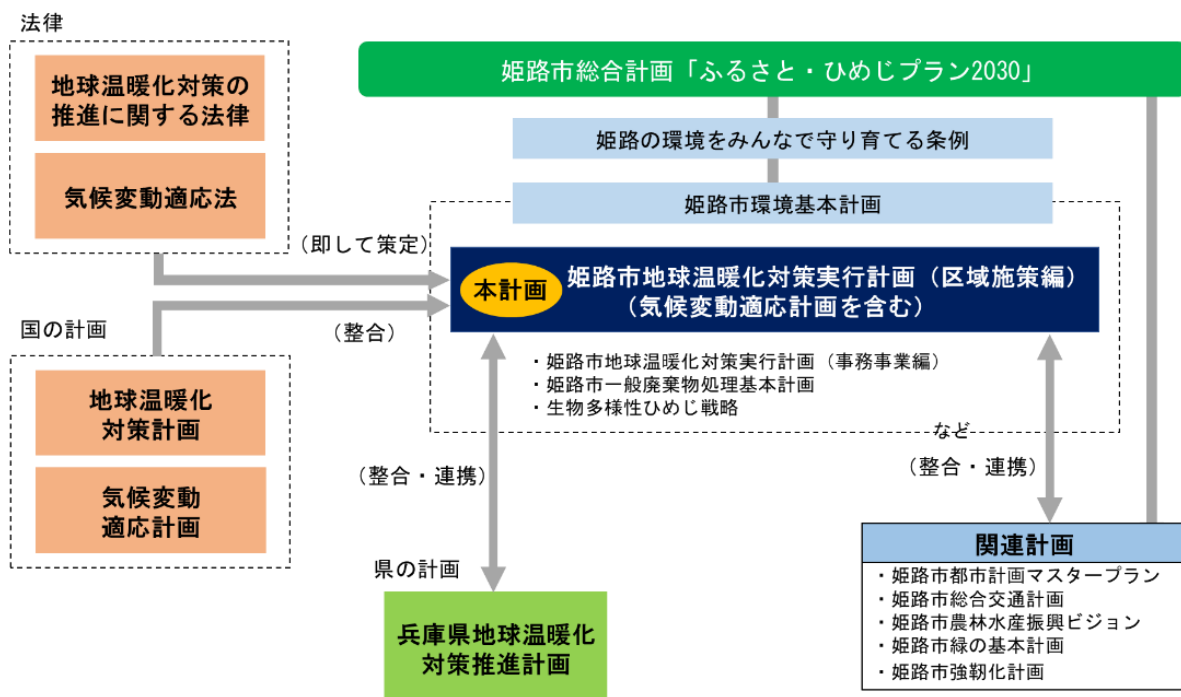 法律
地球温暖化対策の
推進に関する法律
気候変動適応法
姫路市総合計画「ふるさと・ひめじプラン2030」
姫路の環境をみんなで守り育てる条例
姫路市環境基本計画
（即して策定）
本計画
姫路市地球温暖化対策実行計画（区域施策編）
（気候変動適応計画を含む）
（整合）
国の計画
地球温暖化
対策計画
気候変動
適応計画
・姫路市地球温暖化対策実行計画（事務事業編）
・姫路市一般廃棄物処理基本計画
・生物多様性ひめじ戦略
など
（整合・連携）
（整合・連携）
県の計画
兵庫県地球温暖化
対策推進計画
関連計画
・姫路市都市計画マスタープラン
・姫路市総合交通計画
・姫路市農林水産振興ビジョン
・姫路市緑の基本計画
・姫路市強靭化計画